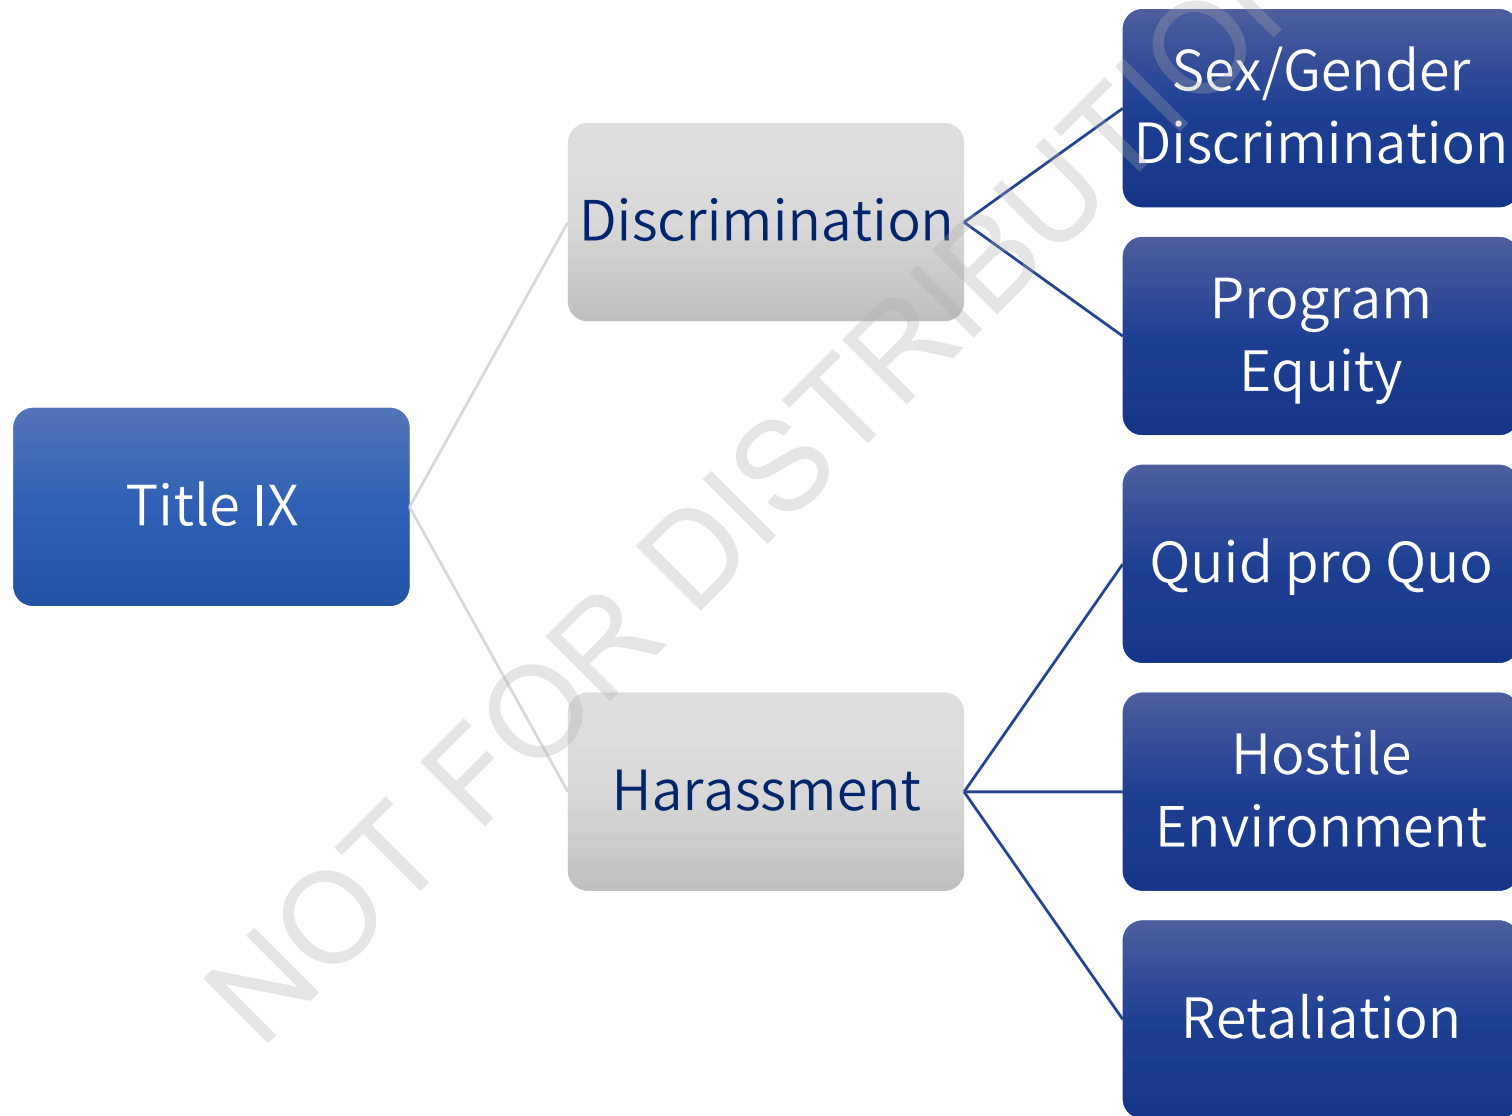 Title IX
Discrimination
Sex/Gender
Discrimination
Program
Equity
Harassment
Quid pro Quo
Hostile
Environment
Retaliation
NOT FOR DISTRIBUTION